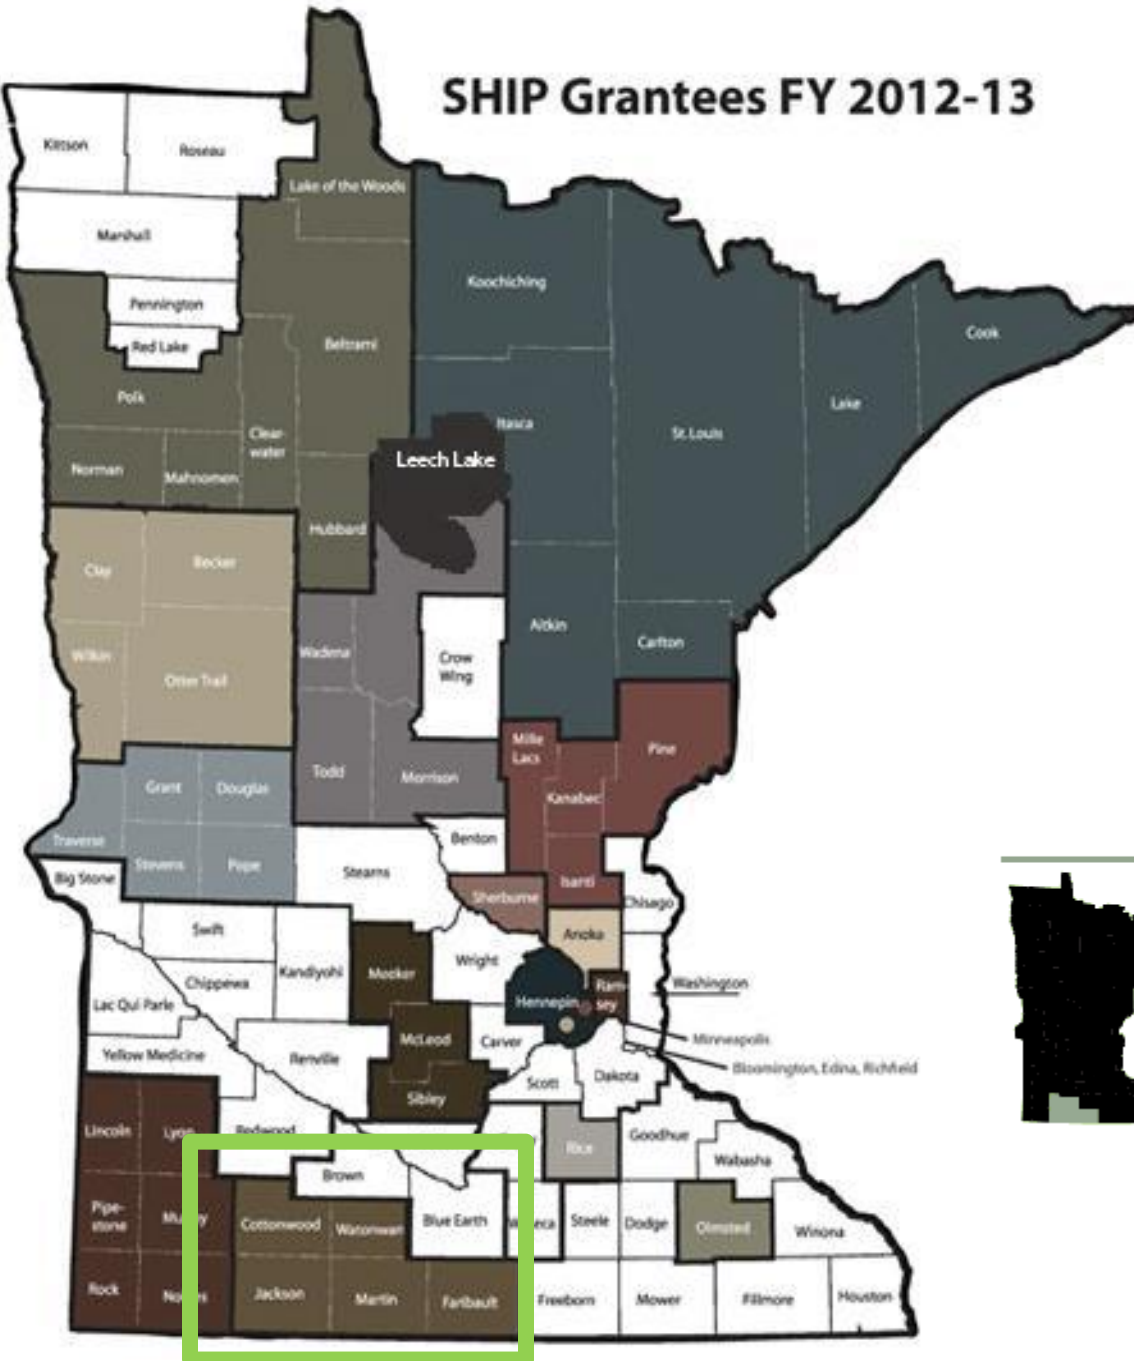 SHIP Grantees FY 2012-13
Kittson
Roseau
Lake of the Woods
Marshall
Koochiching
Pennington
Cook
Red Lake
Beltrami
Polk
Lake
Itasca
St. Louis
Clear-
water
Leech Lake
Norman
Mahnomen
Hubbard
Clay
Becker
Aitkin
Carlton
Wadena
Crow
Wing
Wilkin
Otter Trail
Mille
Lacs
Pine
Todd
Morrison
Grant
Douglas
Kanabec
Traverse
Benton
Stevens
Pope
Stearns
Big Stone
Isanti
Sherburne
Chisago
Swift
Anoka
Wright
Kandiyohi
Meeker
Chippewa
Washington
Ram-
sey
Hennepin
Lac Qui Parle
McLeod
Carver
Minneapolis
Yellow Medicine
Renville
Bloomington, Edina, Richfield
Scott
Dakota
Sibley
Lincoln
Lyon
Redwood
Rice
Goodhue
Wabasha
Brown
Pipe-
stone
Cottonwood
Watonwan
Blue Earth
Steele
Dodge
Olmsted
Winona
Rock
Jackson
Martin
Faribault
Freeborn
Mower
Fillmore
Houston